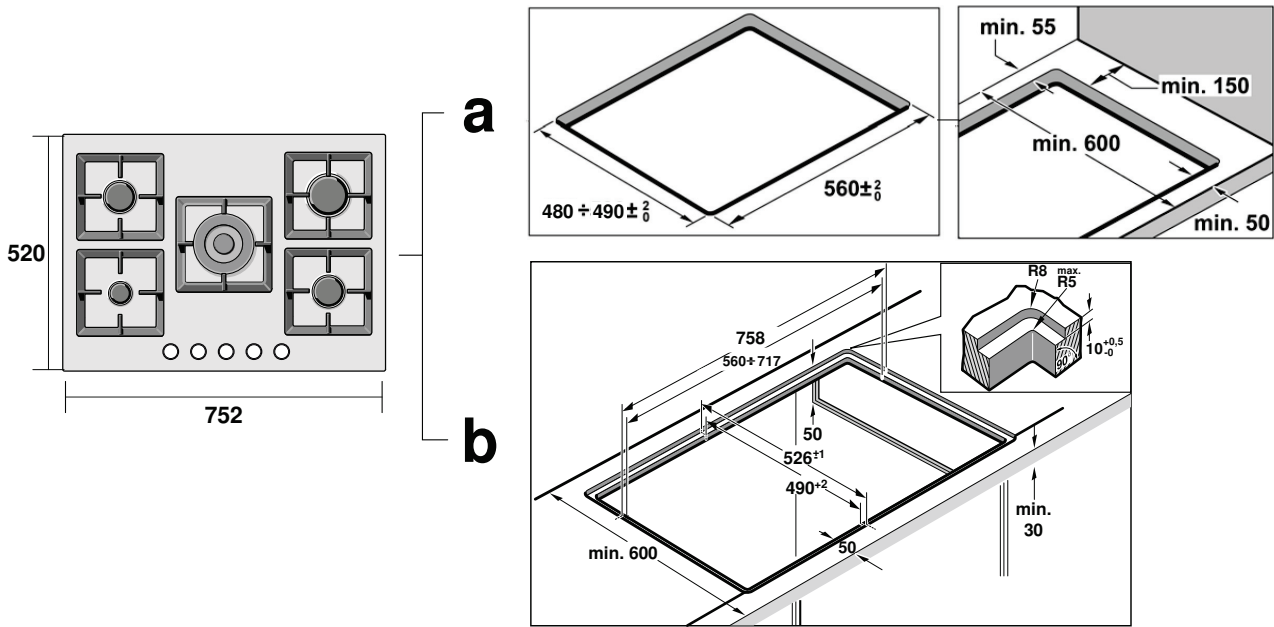 520
752
a
480 ÷ 490± 2 0
560± 2 0
min. 55
min. 150
min. 600
min. 50
b
758
560÷717
50
526±1
490+2
min. 600
50
min.
30
R8
max.
R5
10 +0,5 -0
90°